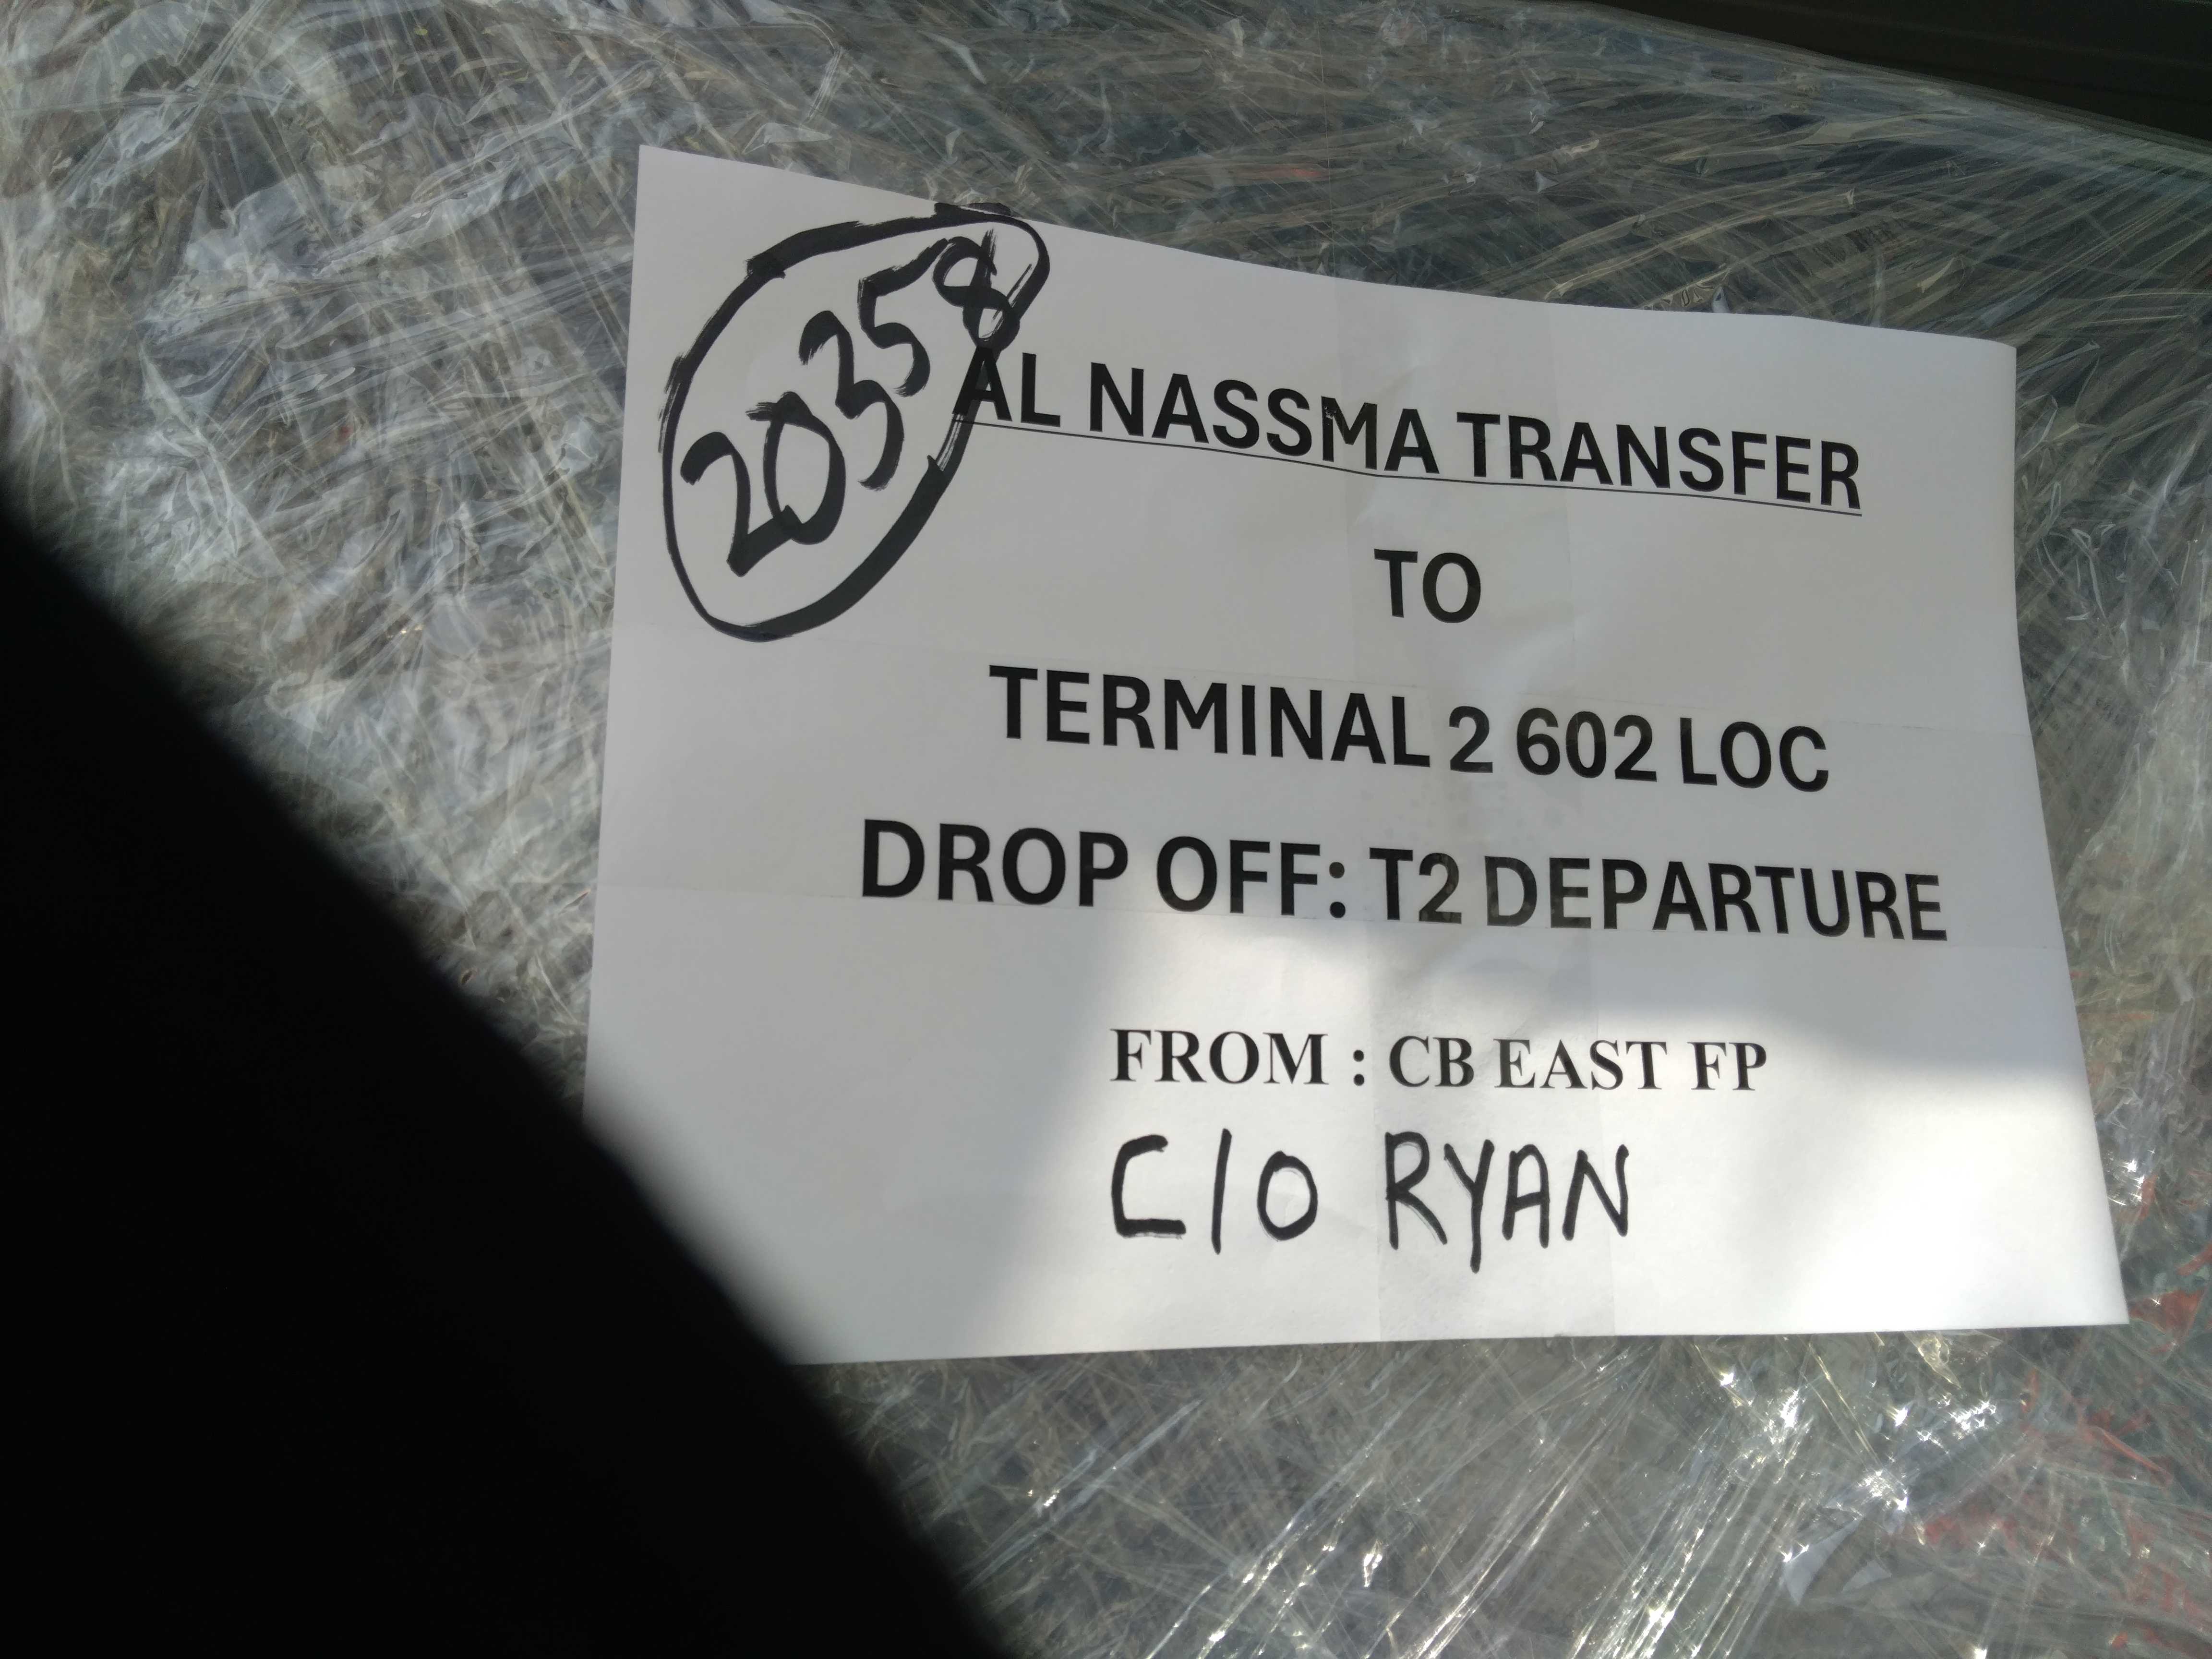 20358
AL NASSMA TRANSFER
TO
TERMINAL 2 602 LOC
DROP OFF: T2 DEPARTURE
FROM : CB EAST FP
C/O RYAN